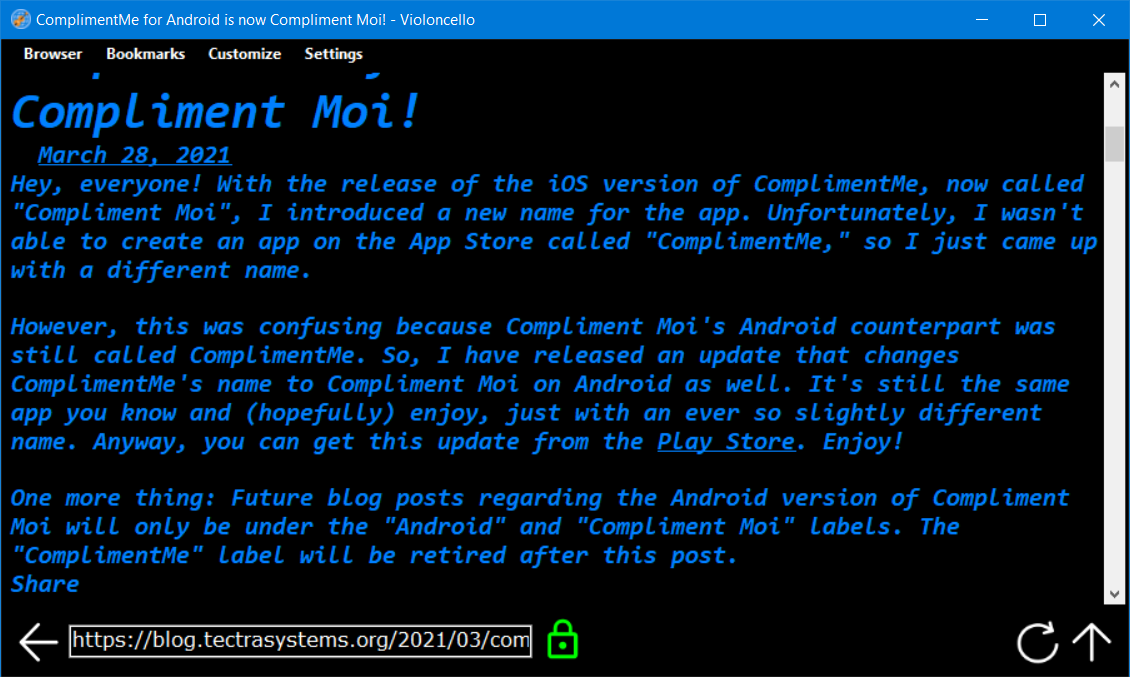 ComplimentMe for Android is now Compliment Moi! - Violoncello
Browser Bookmarks Customize Settings
Compliment Moi!
March 28, 2021
Hey, everyone! With the release of the iOS version of ComplimentMe, now called
"Compliment Moi", I introduced a new name for the app. Unfortunately, I wasn't
able to create an app on the App Store called "ComplimentMe," so I just came up
with a different name.
However, this was confusing because Compliment Moi's Android counterpart was
still called ComplimentMe. So, I have released an update that changes
ComplimentMe's name to Compliment Moi on Android as well. It's still the same
app you know and (hopefully) enjoy, just with an ever so slightly different
name. Anyway, you can get this update from the Play Store. Enjoy!
One more thing: Future blog posts regarding the Android version of Compliment
Moi will only be under the "Android" and "Compliment Moi" labels. The
"ComplimentMe" label will be retired after this post.
Share
https://blog.tectrasystems.org/2021/03/com